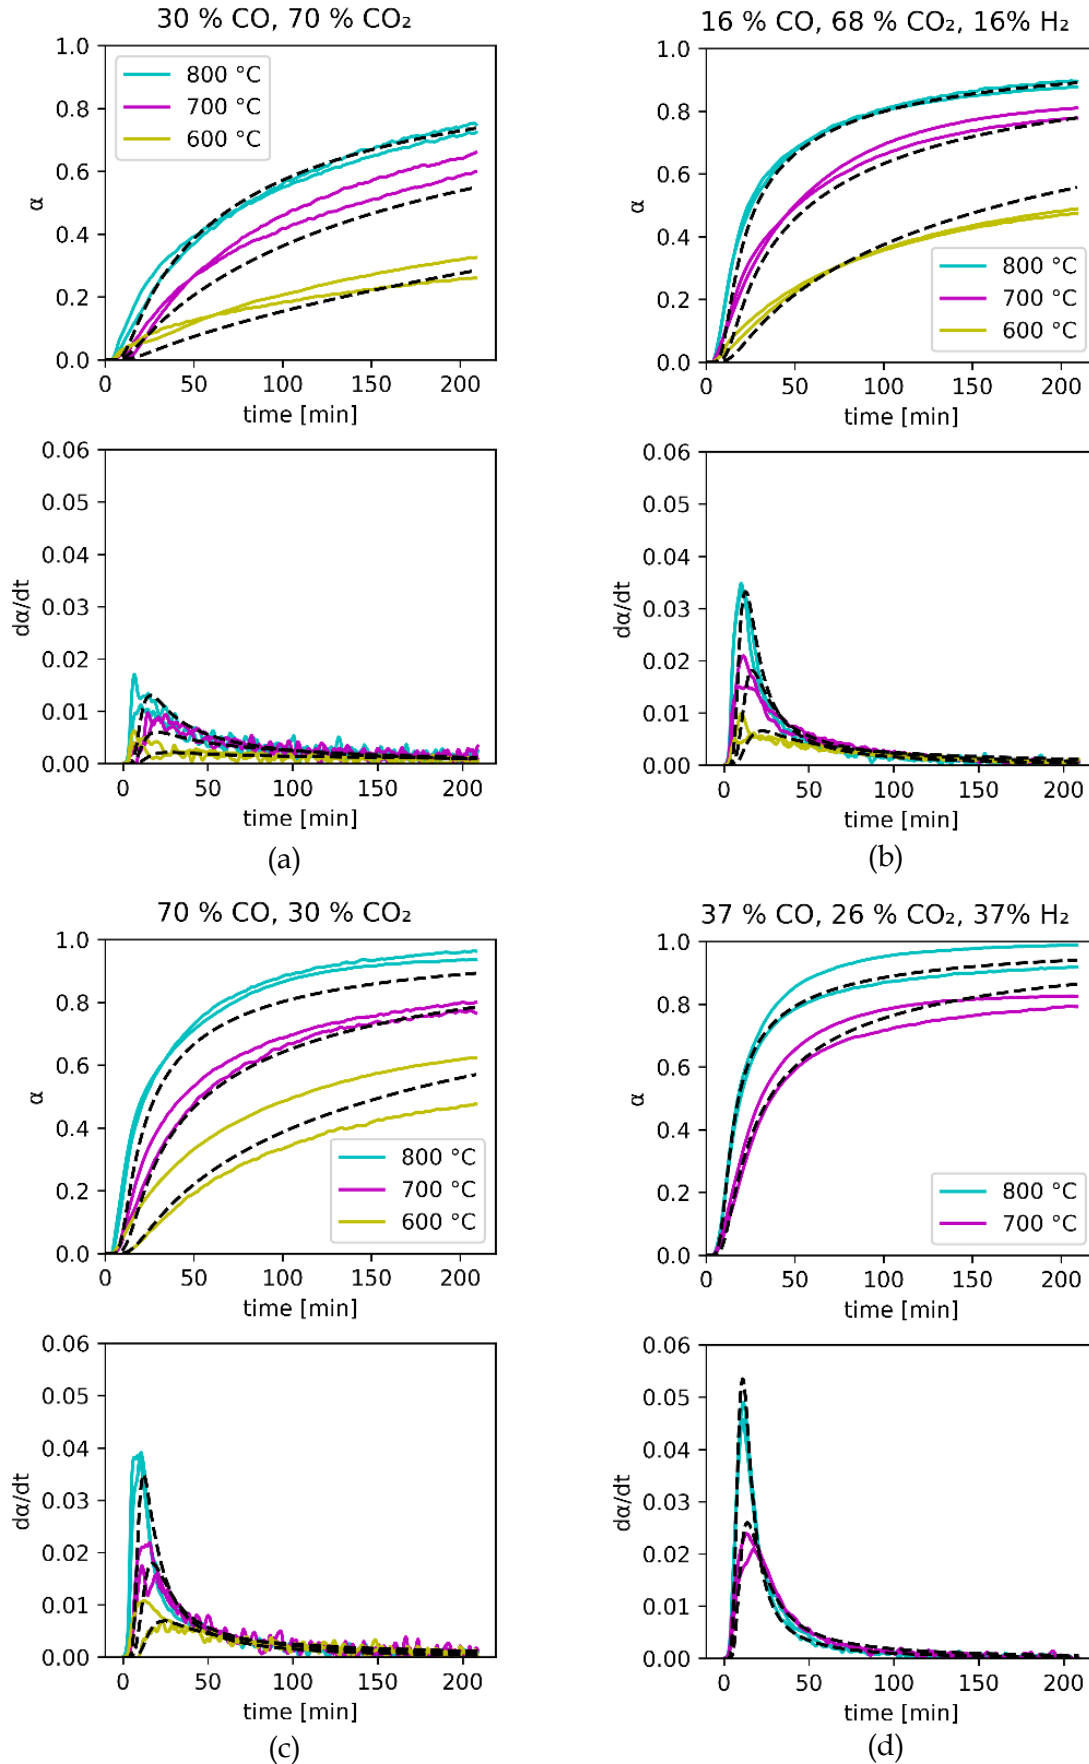 30 % CO, 70 % CO₂
1.0
0.8
0.6
0.4
0.2
0.0
α
800 °C
700 °C
600 °C
0 50 100 150 200
time [min]
0.06
0.05
0.04
0.03
0.02
0.01
0.00
dα/dt
0 50 100 150 200
time [min]
(a)
16 % CO, 68 % CO₂, 16% H₂
1.0
0.8
0.6
0.4
0.2
0.0
α
800 °C
700 °C
600 °C
0 50 100 150 200
time [min]
0.06
0.05
0.04
0.03
0.02
0.01
0.00
dα/dt
0 50 100 150 200
time [min]
(b)
70 % CO, 30 % CO₂
1.0
0.8
0.6
0.4
0.2
0.0
α
800 °C
700 °C
600 °C
0 50 100 150 200
time [min]
0.06
0.05
0.04
0.03
0.02
0.01
0.00
dα/dt
0 50 100 150 200
time [min]
(c)
37 % CO, 26 % CO₂, 37% H₂
1.0
0.8
0.6
0.4
0.2
0.0
α
800 °C
700 °C
0 50 100 150 200
time [min]
0.06
0.05
0.04
0.03
0.02
0.01
0.00
dα/dt
0 50 100 150 200
time [min]
(d)